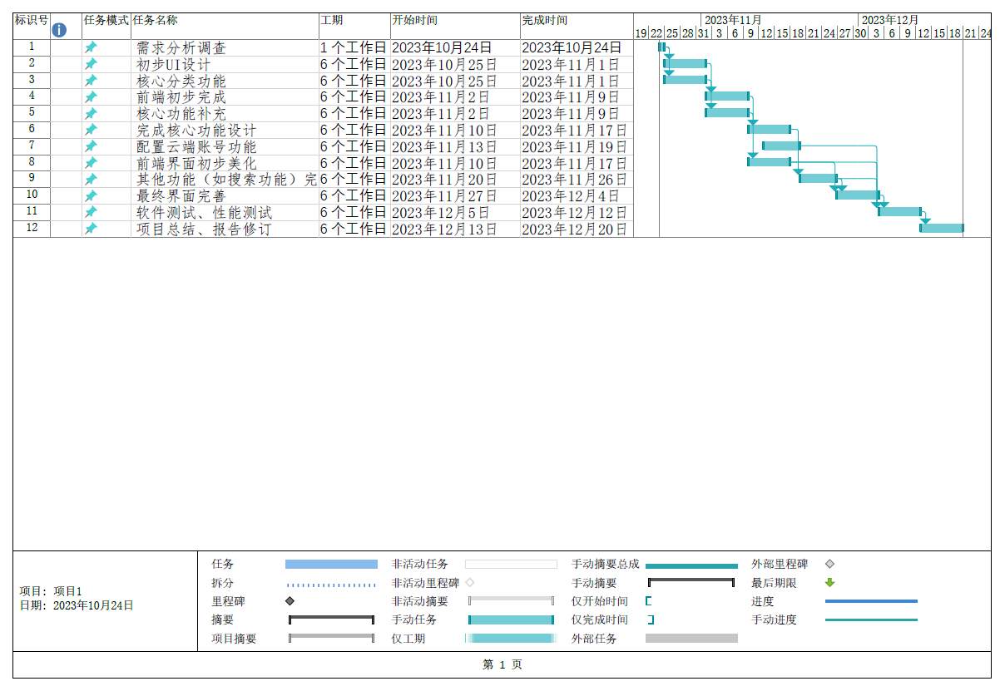 标识号 任务模式 任务名称 工期 开始时间 完成时间 2023年11月 2023年12月
19 22 25 28 31 3 6 9 12 15 18 21 24 27 30 3 6 9 12 15 18 21 24
1 需求分析调查 1 个工作日 2023年10月24日 2023年10月24日
2 初步UI设计 6 个工作日 2023年10月25日 2023年11月1日
3 核心分类功能 6 个工作日 2023年10月25日 2023年11月1日
4 前端初步完成 6 个工作日 2023年11月2日 2023年11月9日
5 核心功能补充 6 个工作日 2023年11月2日 2023年11月9日
6 完成核心功能设计 6 个工作日 2023年11月10日 2023年11月17日
7 配置云端账号功能 6 个工作日 2023年11月13日 2023年11月19日
8 前端界面初步美化 6 个工作日 2023年11月10日 2023年11月17日
9 其他功能（如搜索功能）完 6 个工作日 2023年11月20日 2023年11月26日
10 最终界面完善 6 个工作日 2023年11月27日 2023年12月4日
11 软件测试、性能测试 6 个工作日 2023年12月5日 2023年12月12日
12 项目总结、报告修订 6 个工作日 2023年12月13日 2023年12月20日
项目: 项目1
日期: 2023年10月24日
任务 非活动任务 手动摘要总成 外部里程碑
拆分 非活动里程碑 手动摘要 最后期限
里程碑 非活动摘要 仅开始时间 进度
摘要 手动任务 仅完成时间 手动进度
项目摘要 仅工期 外部任务
第 1 页